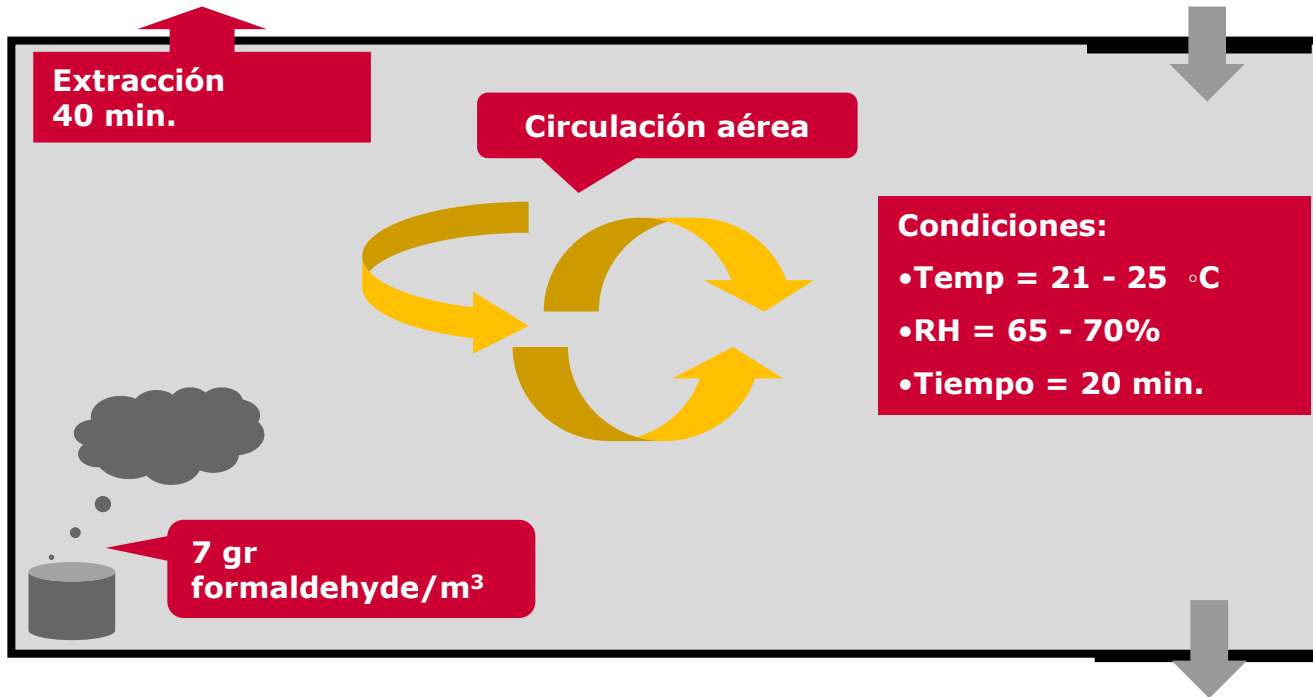 Extracción
40 min.
Circulación aérea
Condiciones:
•Temp = 21 - 25 ◦C
•RH = 65 - 70%
•Tiempo = 20 min.
7 gr
formaldehyde/m³